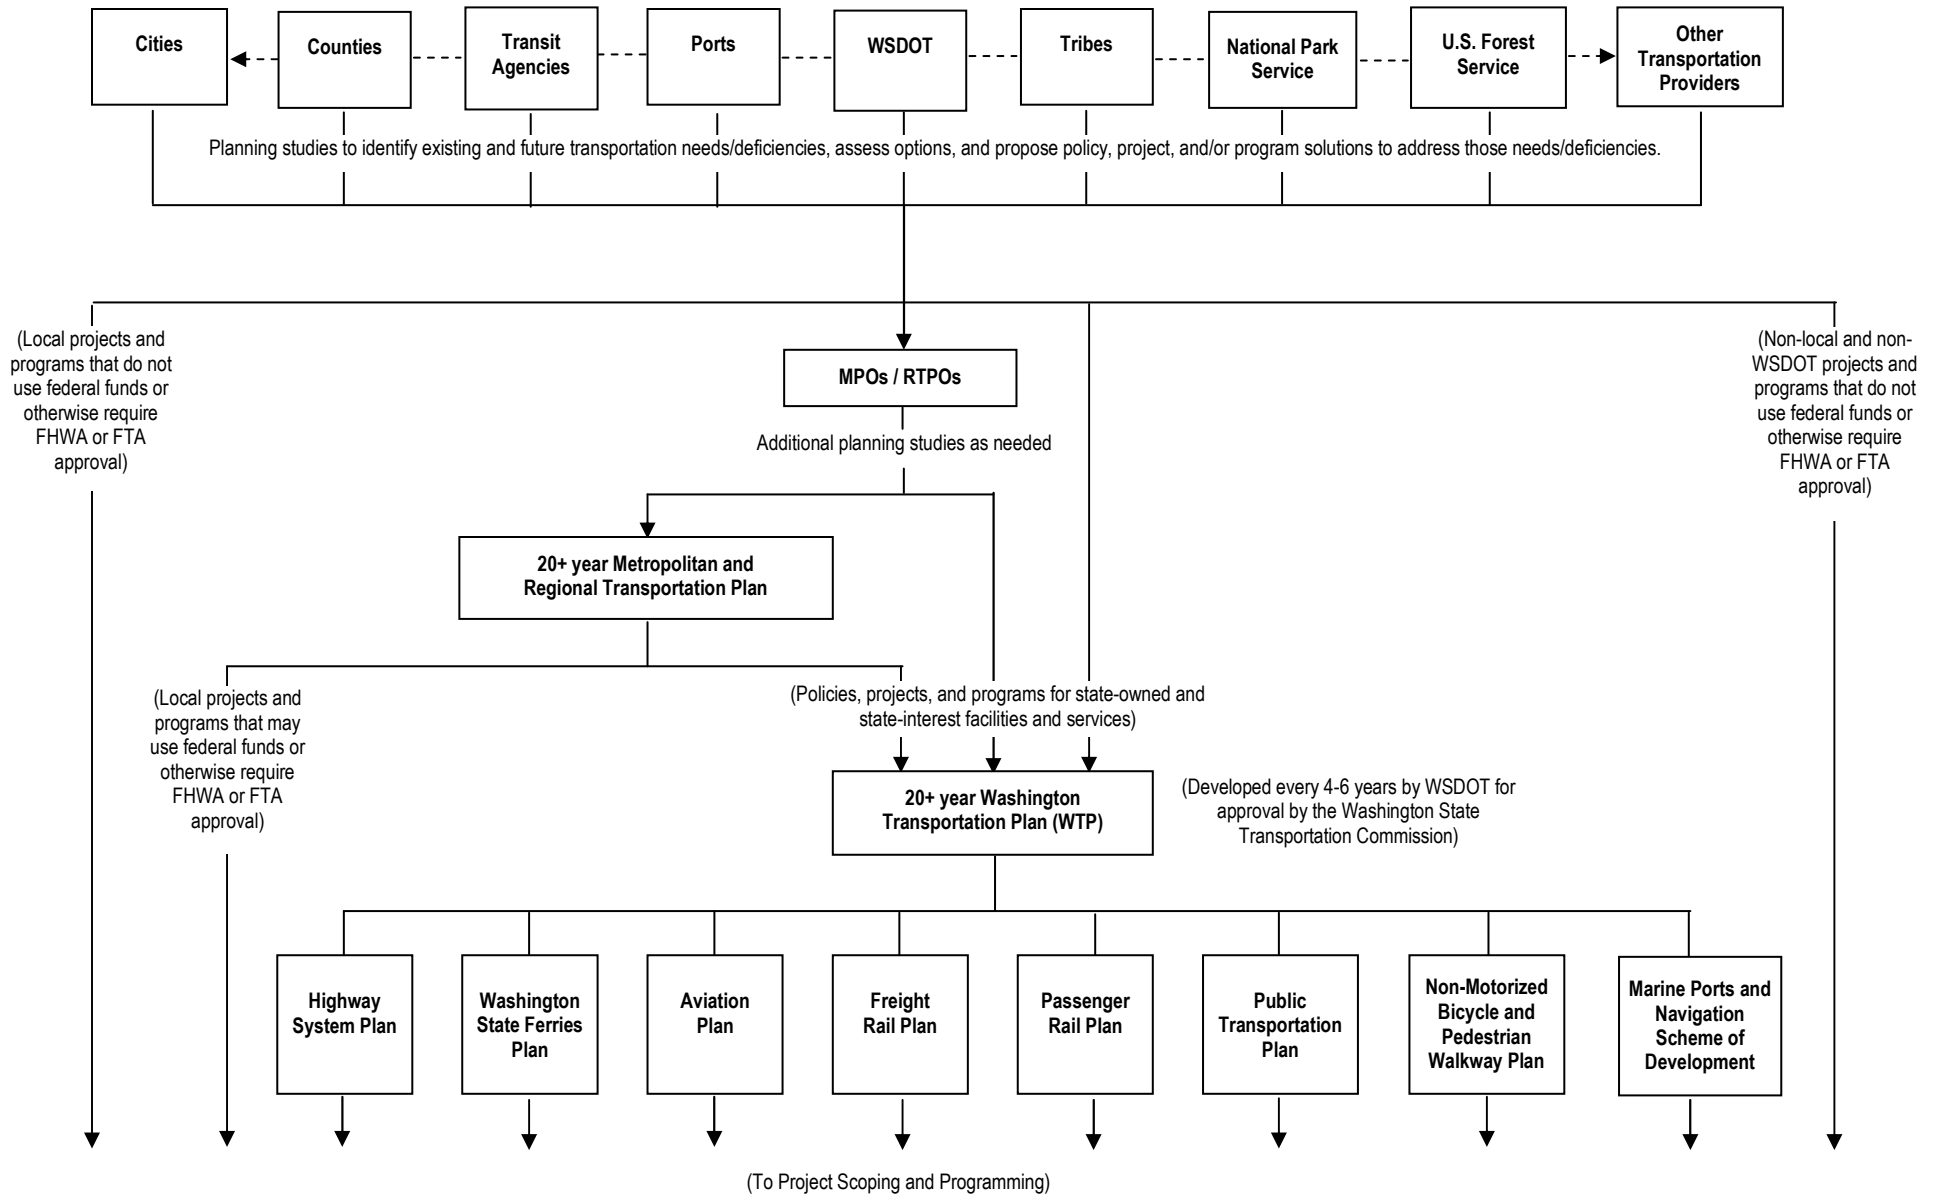 Cities
Counties
Transit
Agencies
Ports
WSDOT
Tribes
National Park
Service
U.S. Forest
Service
Other
Transportation
Providers
Planning studies to identify existing and future transportation needs/deficiencies, assess options, and propose policy, project, and/or program solutions to address those needs/deficiencies.
(Local projects and
programs that do not
use federal funds or
otherwise require
FHWA or FTA
approval)
(Non-local and non-
WSDOT projects and
programs that do not
use federal funds or
otherwise require
FHWA or FTA
approval)
MPOs / RTPOs
Additional planning studies as needed
20+ year Metropolitan and
Regional Transportation Plan
(Local projects and
programs that may
use federal funds or
otherwise require
FHWA or FTA
approval)
(Policies, projects, and programs for state-owned and
state-interest facilities and services)
20+ year Washington
Transportation Plan (WTP)
(Developed every 4-6 years by WSDOT for
approval by the Washington State
Transportation Commission)
Highway
System Plan
Washington
State Ferries
Plan
Aviation
Plan
Freight
Rail Plan
Passenger
Rail Plan
Public
Transportation
Plan
Non-Motorized
Bicycle and
Pedestrian
Walkway Plan
Marine Ports and
Navigation
Scheme of
Development
(To Project Scoping and Programming)